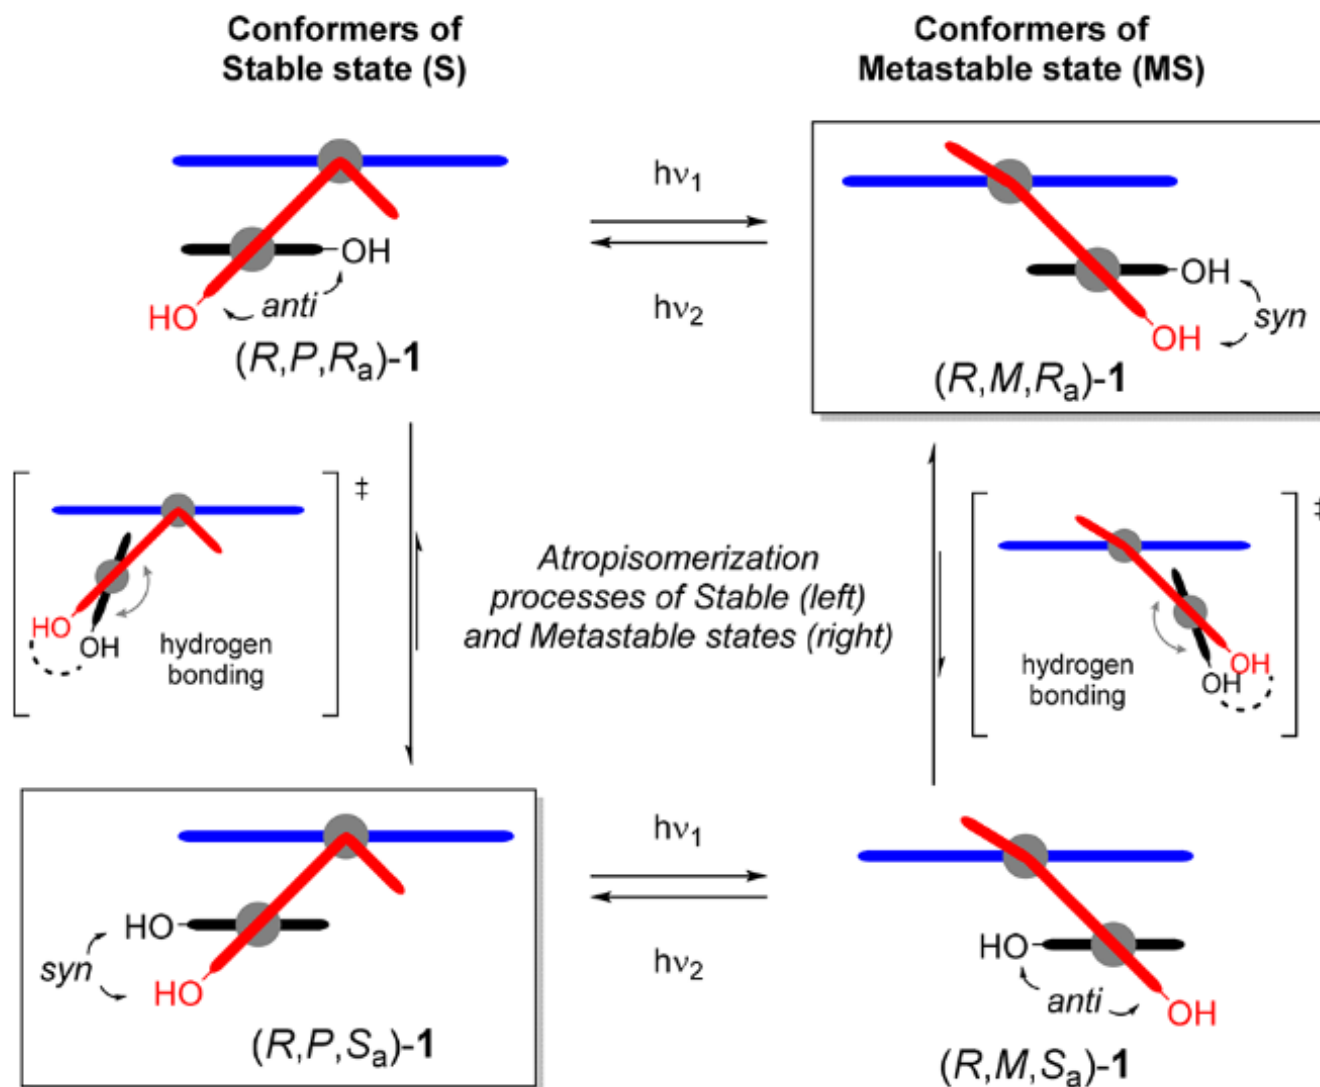 Conformers of
Stable state (S)
Conformers of
Metastable state (MS)
OH
HO
anti
(R,P,Rₐ)-1
hν₁
hν₂
OH
OH
syn
(R,M,Rₐ)-1
‡
HO
OH
hydrogen
bonding
Atropisomerization
processes of Stable (left)
and Metastable states (right)
‡
OH
OH
hydrogen
bonding
HO
HO
syn
(R,P,Sₐ)-1
hν₁
hν₂
HO
OH
anti
(R,M,Sₐ)-1